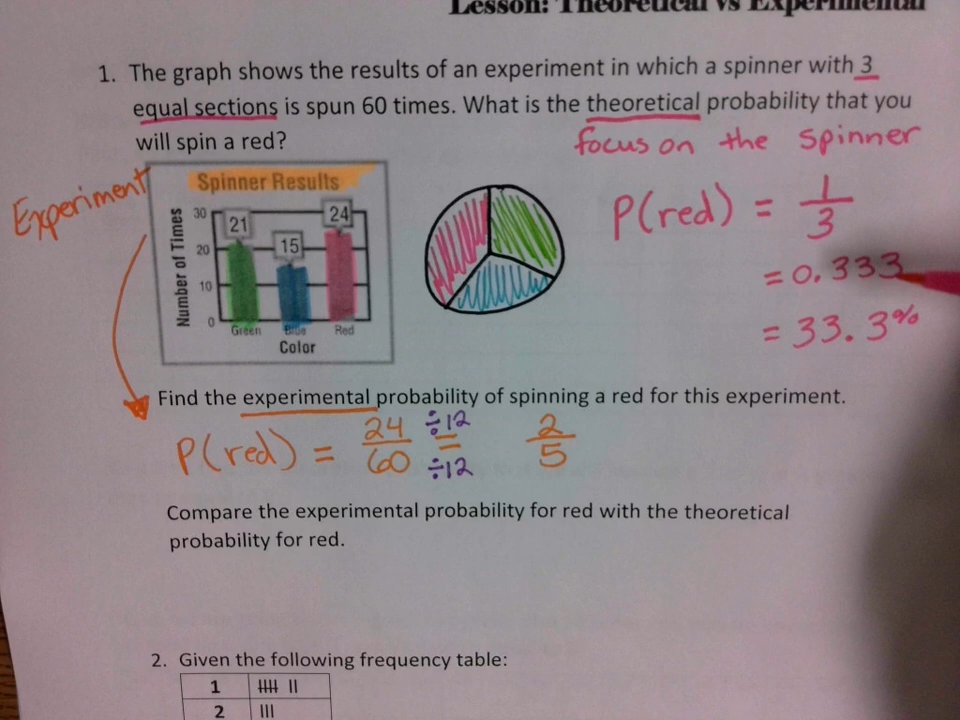 Lesson: Theoretical vs Experimental
1. The graph shows the results of an experiment in which a spinner with 3
equal sections is spun 60 times. What is the theoretical probability that you
will spin a red?
focus on the spinner
Experiment
Spinner Results
Number of Times
30
20
10
0
21
15
24
Green Blue Red
Color
P(red) = 1/3
= 0.333
= 33.3%
Find the experimental probability of spinning a red for this experiment.
P(red) = 24/60 ÷12/÷12 = 2/5
Compare the experimental probability for red with the theoretical
probability for red.
2. Given the following frequency table:
1 卌 ||
2 |||